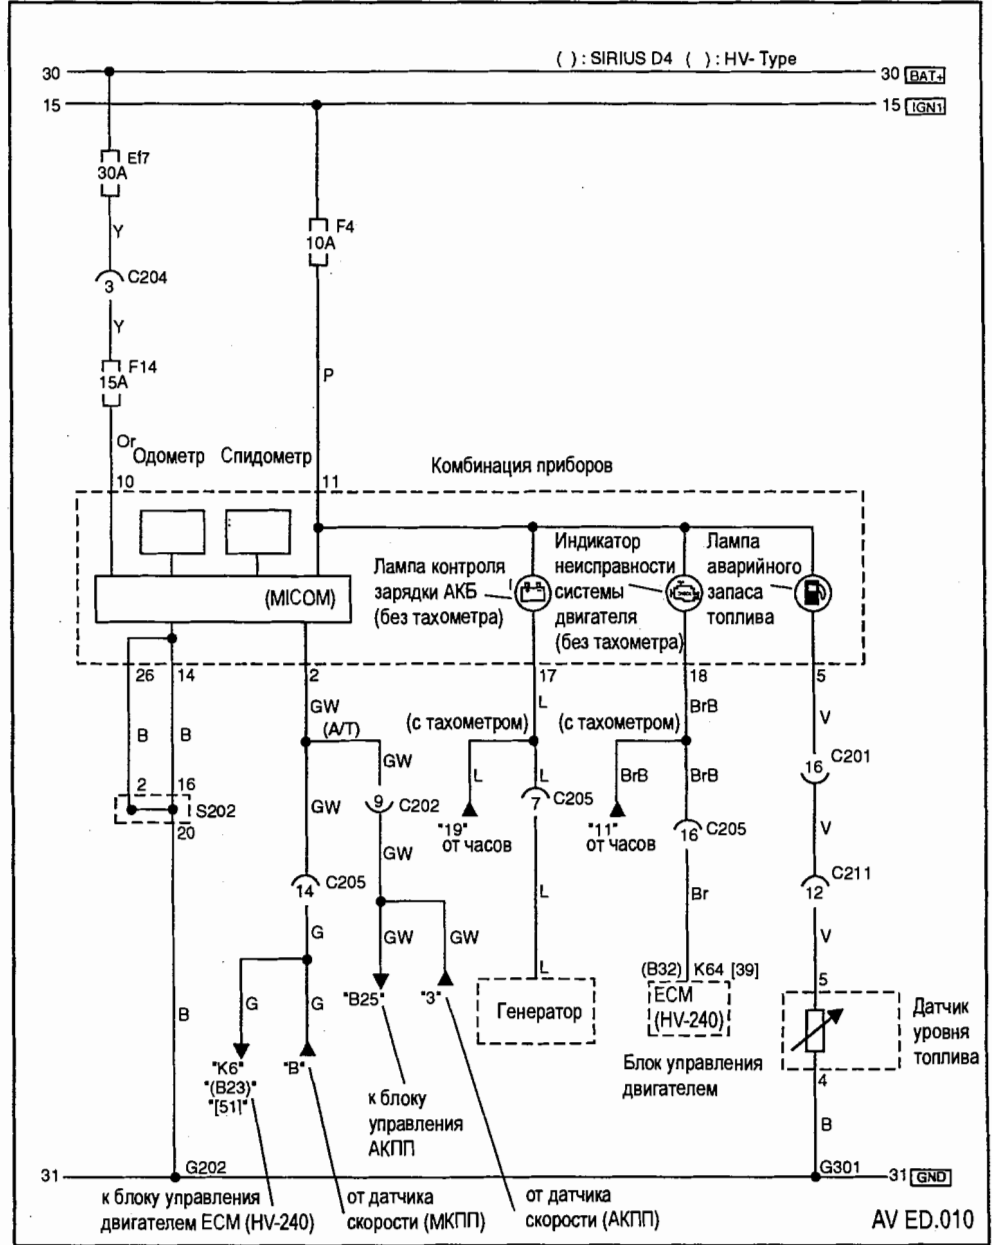 ( ) : SIRIUS D4 ( ) : HV- Type
30
30 BAT+
15
15 IGN1
Ef7
30A
Y
F4
10A
C204
3
Y
F14
15A
P
Or
Одометр Спидометр
Комбинация приборов
10
11
Лампа контроля
зарядки АКБ
(без тахометра)
Индикатор
неисправности
системы
двигателя
(без тахометра)
Лампа
аварийного
запаса
топлива
(MICOM)
26
14
2
17
18
5
GW
L
BrB
V
(A/T)
(с тахометром)
(с тахометром)
B
B
GW
L
L
BrB
BrB
16
C201
2
16
S202
20
GW
9
C202
"19"
от часов
7
C205
"11"
от часов
16
C205
V
GW
14
C205
C211
12
L
Br
G
GW
GW
V
(B32) K64 [39]
L
5
G
G
"B25"
"3"
Генератор
ECM
(HV-240)
Датчик
уровня
топлива
B
"K6"
"(B23)"
"[51]"
"B"
Блок управления
двигателем
4
к блоку
управления
АКПП
B
31
G202
G301
31 GND
к блоку управления
двигателем ECM (HV-240)
от датчика
скорости (МКПП)
от датчика
скорости (АКПП)
AV ED.010